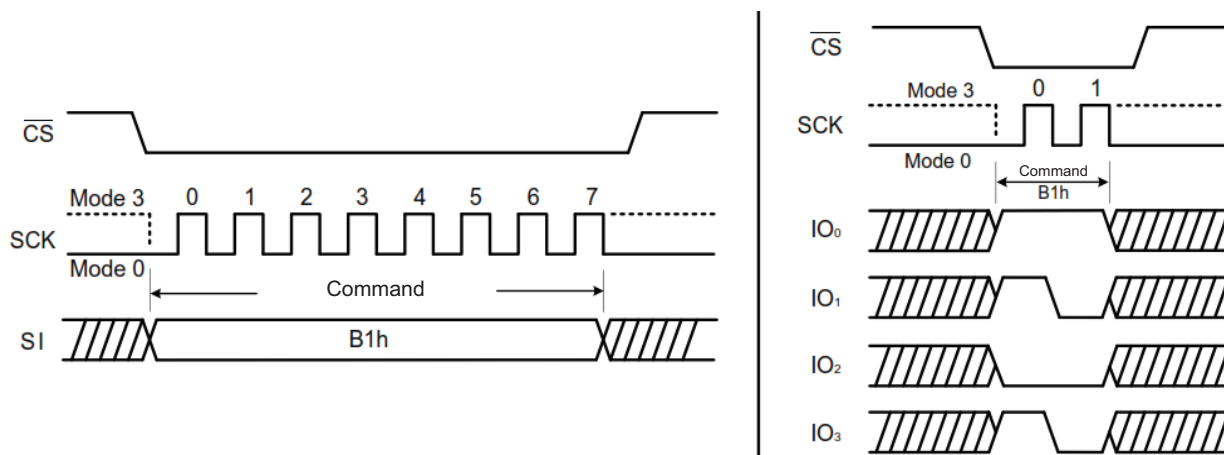 CS
Mode 3 0 1 2 3 4 5 6 7
SCK
Mode 0
Command
SI B1h
CS
Mode 3 0 1
SCK
Mode 0
Command
B1h
IO₀
IO₁
IO₂
IO₃